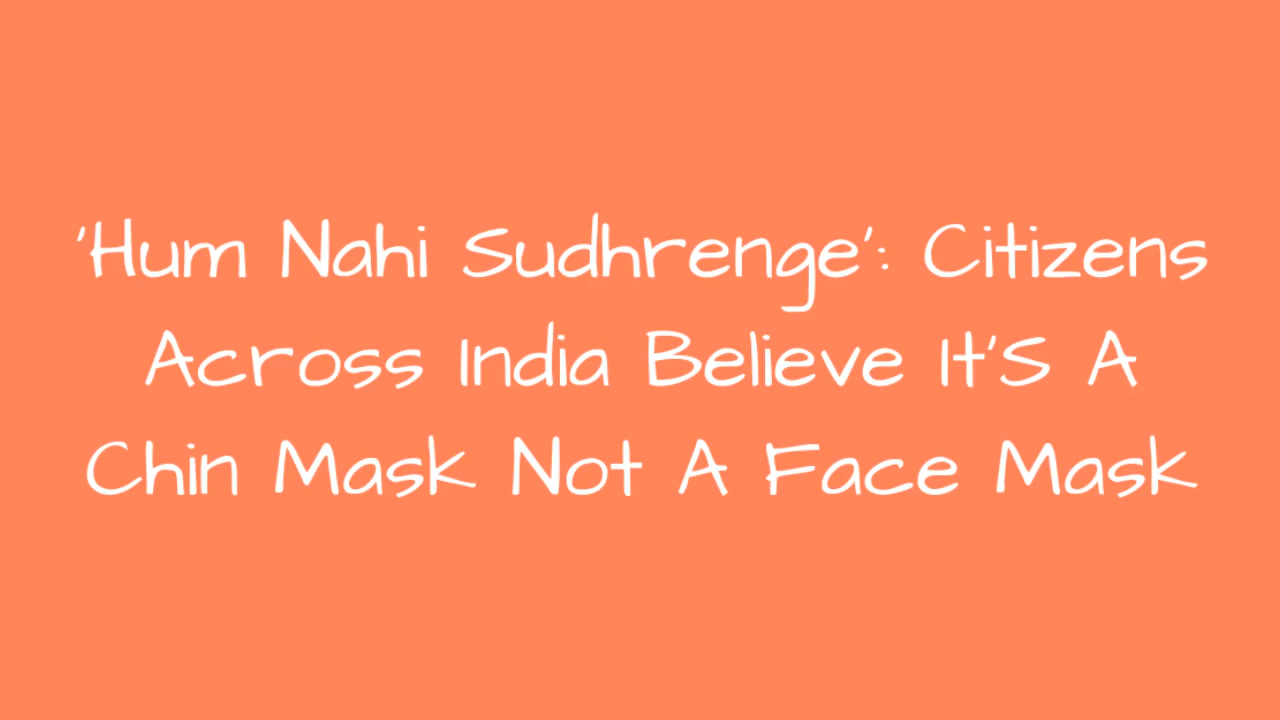 'Hum Nahi Sudhrenge': Citizens
Across India Believe It'S A
Chin Mask Not A Face Mask